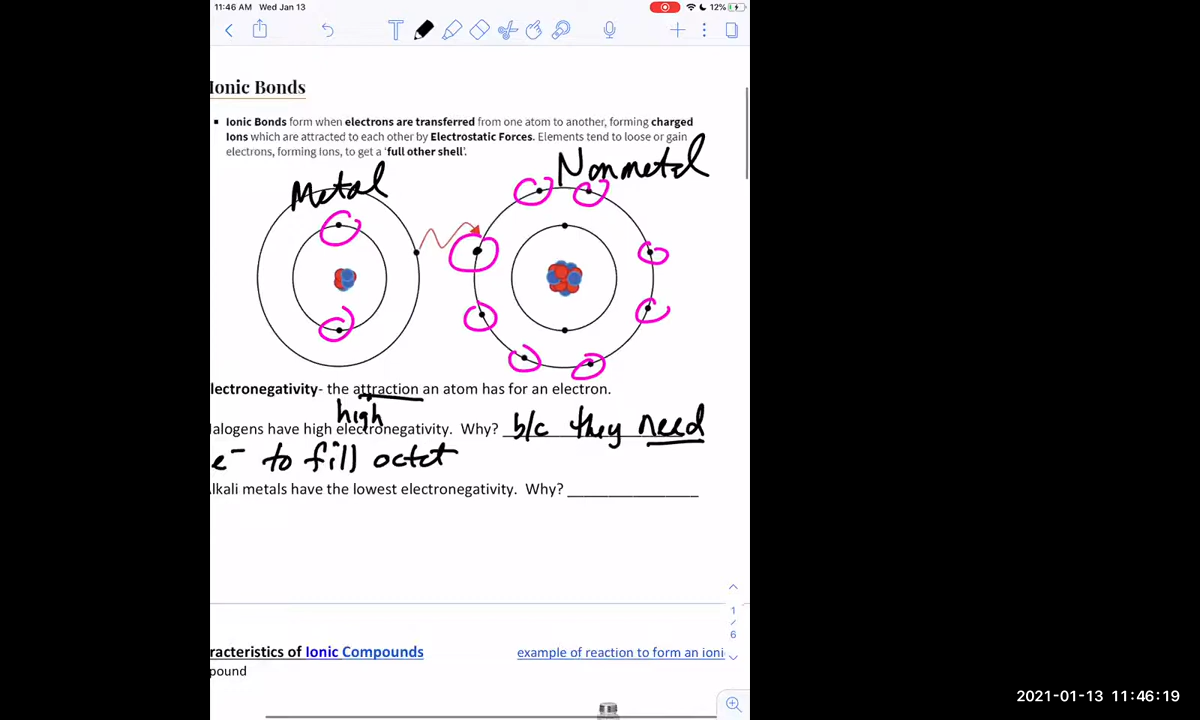 11:46 AM Wed Jan 13
12%
Ionic Bonds
▪ Ionic Bonds form when electrons are transferred from one atom to another, forming charged
Ions which are attracted to each other by Electrostatic Forces. Elements tend to loose or gain
electrons, forming Ions, to get a ‘full other shell’.
Metal
Nonmetal
lectronegativity- the attraction an atom has for an electron.
high
alogens have high electronegativity. Why? b/c they need
e⁻ to fill octet
lkali metals have the lowest electronegativity. Why? ______________
1
/
6
racteristics of Ionic Compounds
example of reaction to form an ioni
pound
2021-01-13 11:46:19